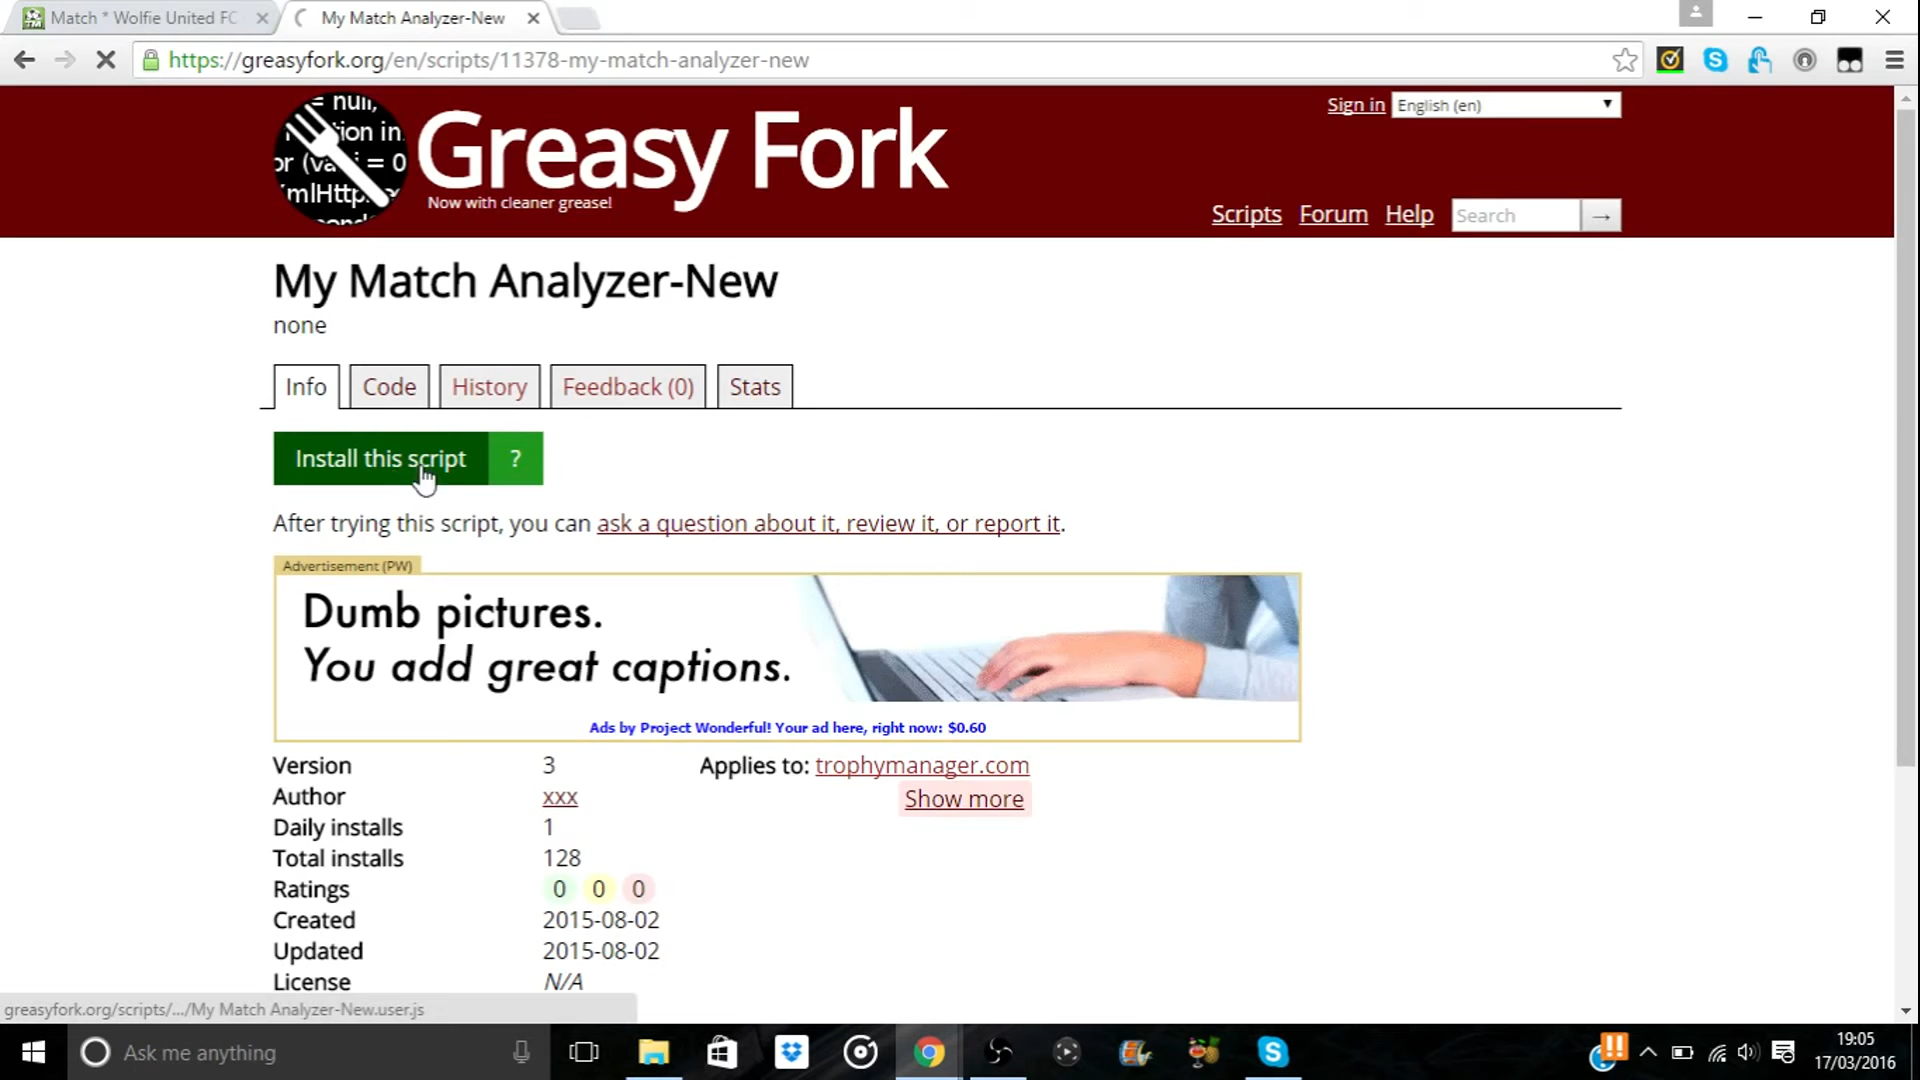 Match * Wolfie United FC
My Match Analyzer-New
https://greasyfork.org/en/scripts/11378-my-match-analyzer-new
= null,
or (va
= 0
Greasy Fork
Now with cleaner grease!
Sign in
English (en)
Scripts
Forum
Help
Search
→
My Match Analyzer-New
none
Info
Code
History
Feedback (0)
Stats
Install this script
?
After trying this script, you can ask a question about it, review it, or report it.
Advertisement (PW)
Dumb pictures.
You add great captions.
Ads by Project Wonderful! Your ad here, right now: $0.60
Version 3
Applies to: trophymanager.com
Show more
Author xxx
Daily installs 1
Total installs 128
Ratings 0 0 0
Created 2015-08-02
Updated 2015-08-02
License N/A
greasyfork.org/scripts/.../My Match Analyzer-New.user.js
Ask me anything
19:05
17/03/2016